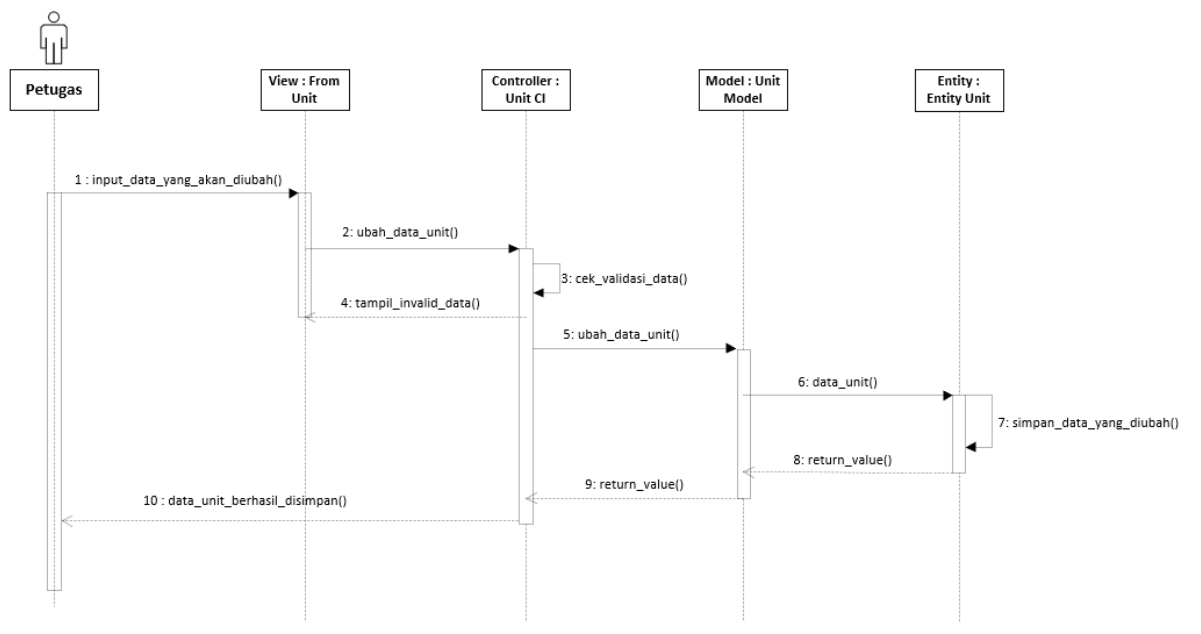 Petugas
View : From
Unit
Controller :
Unit CI
Model : Unit
Model
Entity :
Entity Unit
1 : input_data_yang_akan_diubah()
2: ubah_data_unit()
3: cek_validasi_data()
4: tampil_invalid_data()
5: ubah_data_unit()
6: data_unit()
7: simpan_data_yang_diubah()
8: return_value()
9: return_value()
10 : data_unit_berhasil_disimpan()